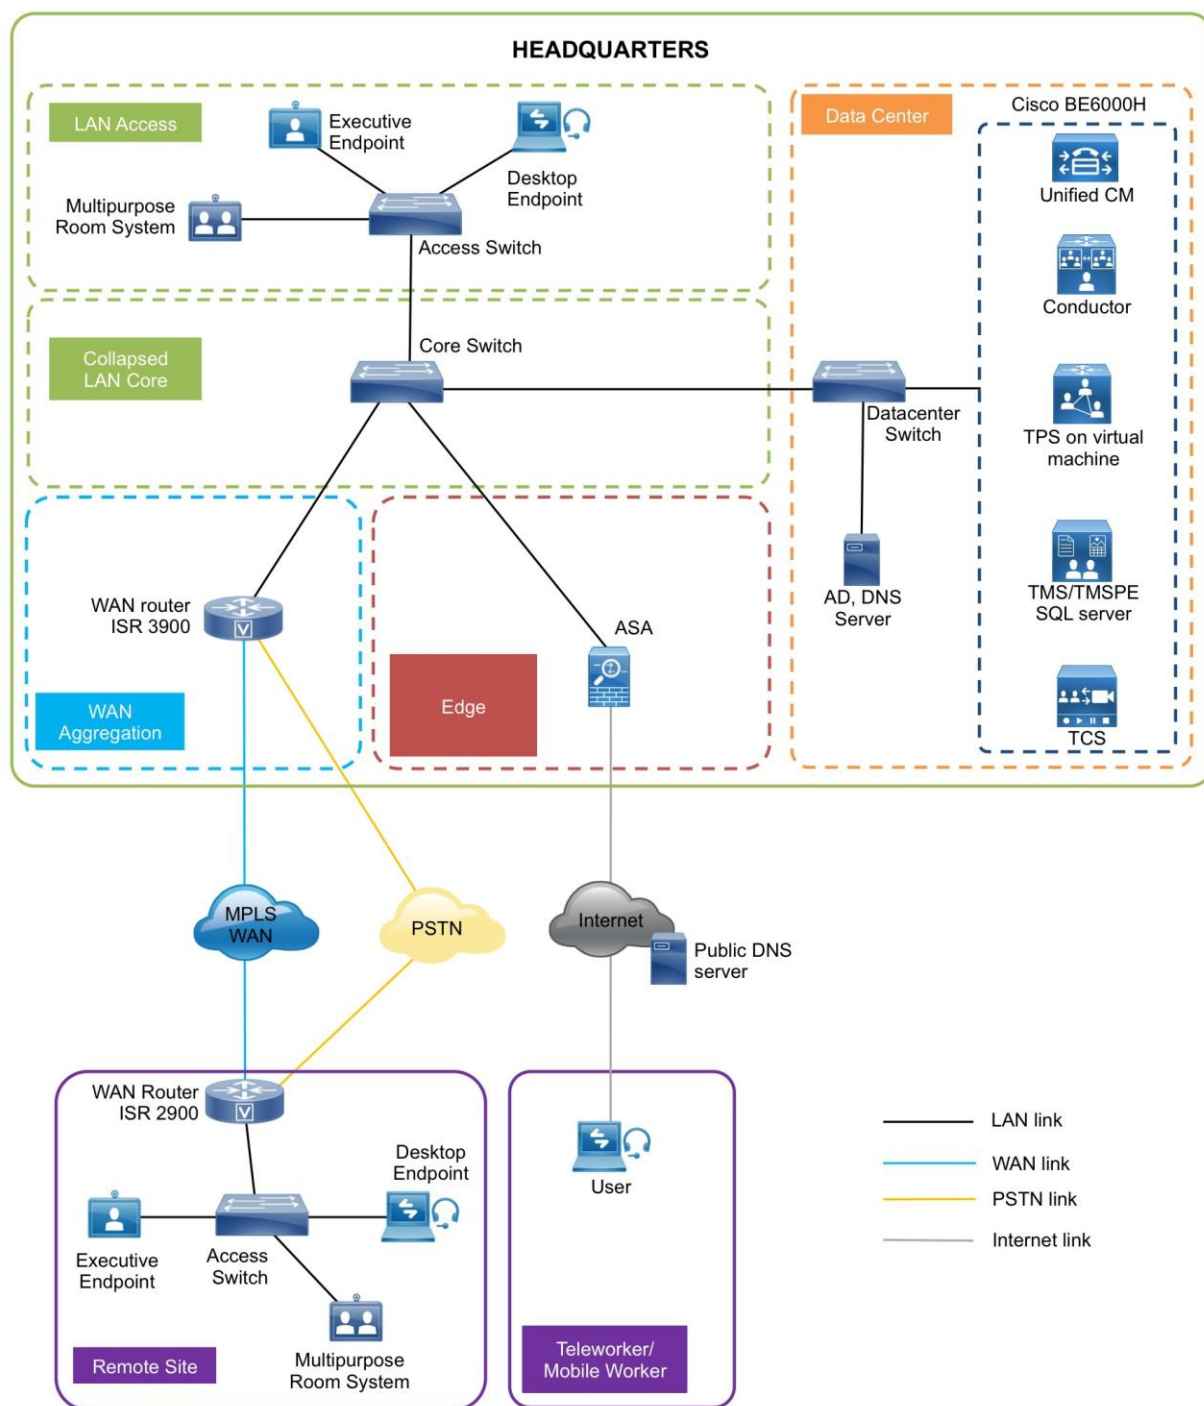 HEADQUARTERS
LAN Access
Executive
Endpoint
Desktop
Endpoint
Multipurpose
Room System
Access Switch
Data Center
Cisco BE6000H
Unified CM
Conductor
TPS on virtual
machine
TMS/TMSPE
SQL server
TCS
Collapsed
LAN Core
Core Switch
Datacenter
Switch
AD, DNS
Server
WAN router
ISR 3900
V
WAN
Aggregation
ASA
Edge
MPLS
WAN
PSTN
Internet
Public DNS
server
WAN Router
ISR 2900
V
Desktop
Endpoint
Executive
Endpoint
Access
Switch
Multipurpose
Room System
Remote Site
User
Teleworker/
Mobile Worker
LAN link
WAN link
PSTN link
Internet link